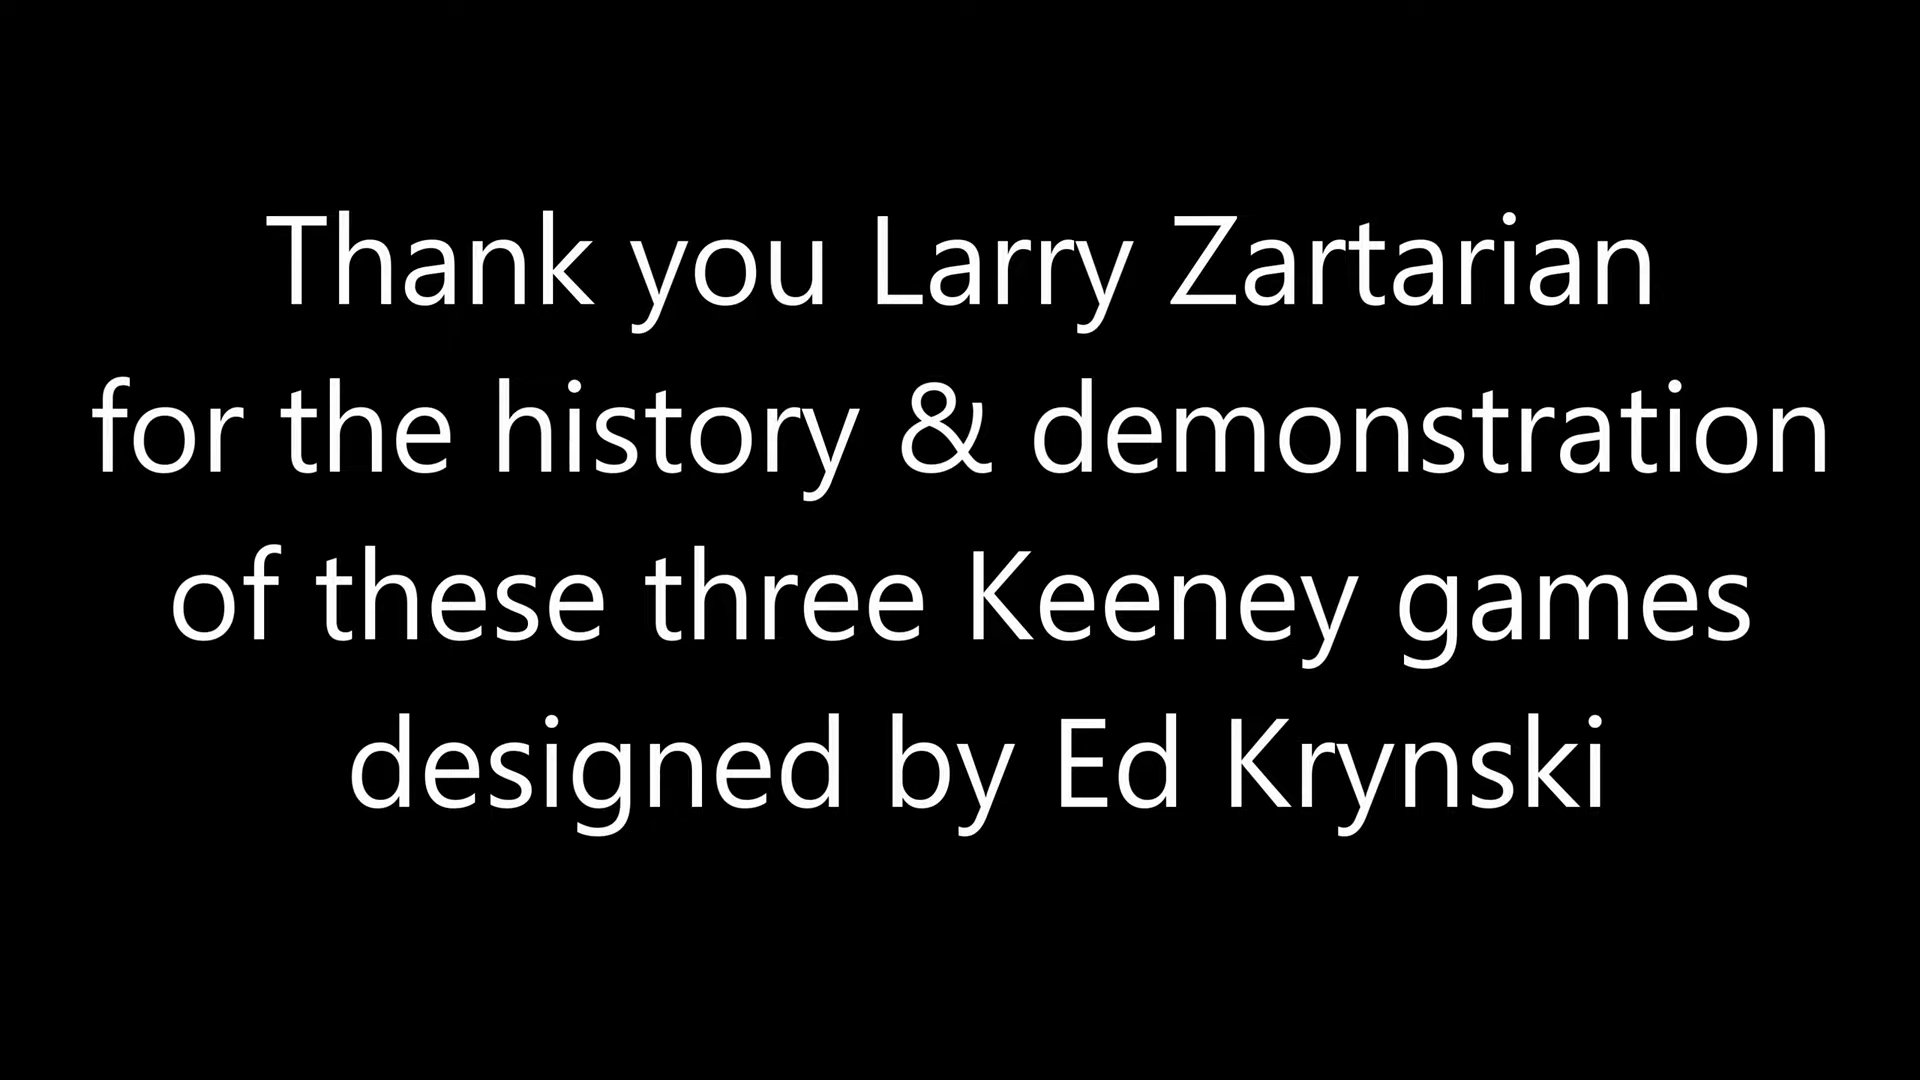 Thank you Larry Zartarian
for the history & demonstration
of these three Keeney games
designed by Ed Krynski